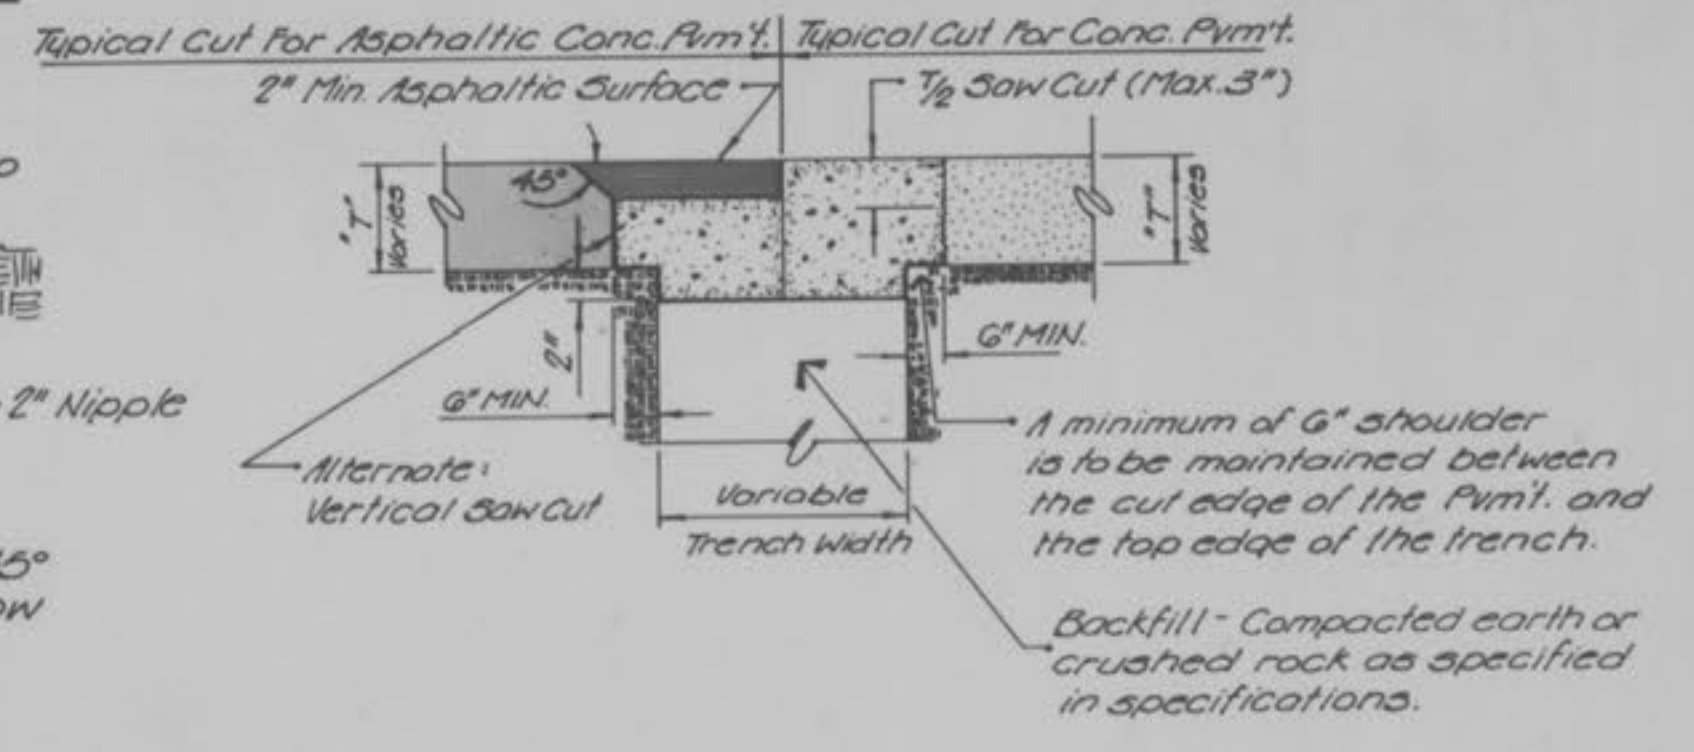 Typical Cut For Asphaltic Conc. Pvm't.
Typical Cut For Conc. Pvm't.
2" Min. Asphaltic Surface
T/2 Saw Cut (Max. 3")
45°
"T"
Varies
"T"
Varies
2"
6" MIN.
6" MIN.
2" Nipple
Alternate:
Vertical Saw Cut
Variable
Trench Width
A minimum of 6" shoulder
is to be maintained between
the cut edge of the Pvm't. and
the top edge of the trench.
Backfill - Compacted earth or
crushed rock as specified
in specifications.